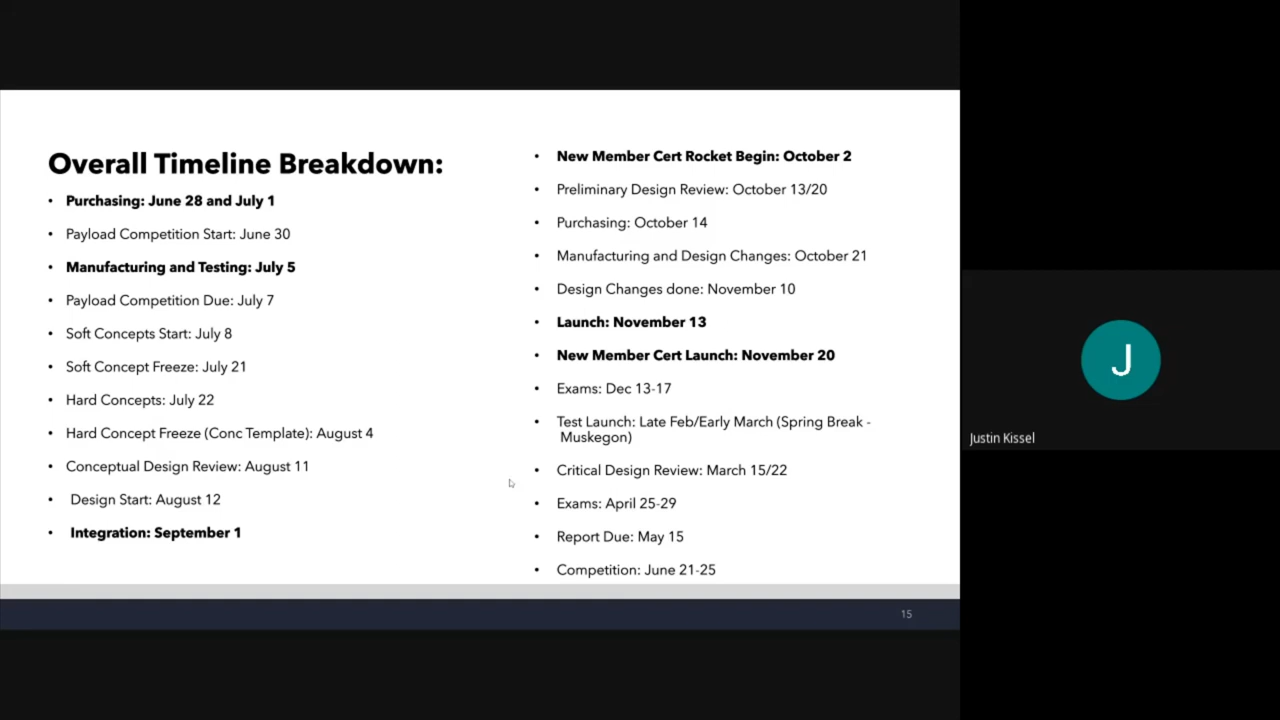 Overall Timeline Breakdown:
• Purchasing: June 28 and July 1
• Payload Competition Start: June 30
• Manufacturing and Testing: July 5
• Payload Competition Due: July 7
• Soft Concepts Start: July 8
• Soft Concept Freeze: July 21
• Hard Concepts: July 22
• Hard Concept Freeze (Conc Template): August 4
• Conceptual Design Review: August 11
• Design Start: August 12
• Integration: September 1
• New Member Cert Rocket Begin: October 2
• Preliminary Design Review: October 13/20
• Purchasing: October 14
• Manufacturing and Design Changes: October 21
• Design Changes done: November 10
• Launch: November 13
• New Member Cert Launch: November 20
• Exams: Dec 13-17
• Test Launch: Late Feb/Early March (Spring Break -
Muskegon)
• Critical Design Review: March 15/22
• Exams: April 25-29
• Report Due: May 15
• Competition: June 21-25
15
J
Justin Kissel